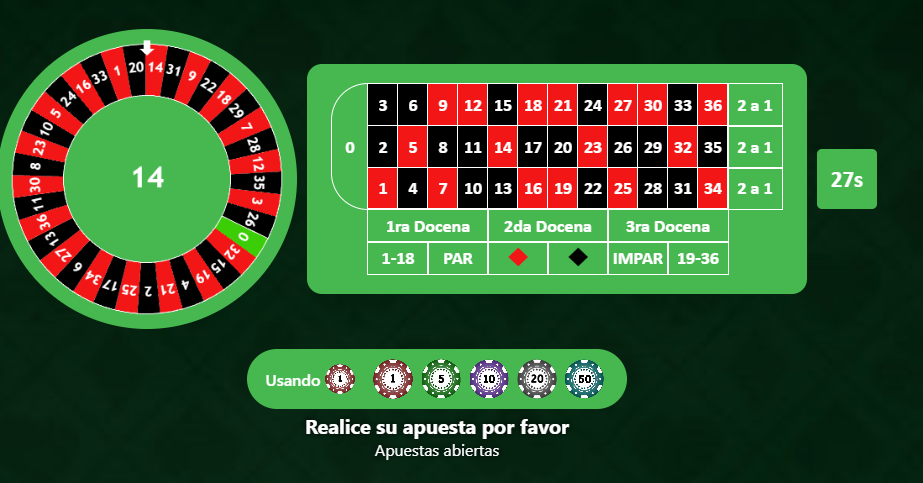 20 14 31 9 22 18 29 7 28 12 35 3 26 0 32 15 19 4 21 2 25 17 34 6 27 13 36 11 30 8 23 10 5 24 16 33 1
14
0
3 6 9 12 15 18 21 24 27 30 33 36 2 a 1
2 5 8 11 14 17 20 23 26 29 32 35 2 a 1
1 4 7 10 13 16 19 22 25 28 31 34 2 a 1
1ra Docena 2da Docena 3ra Docena
1-18 PAR IMPAR 19-36
27s
Usando 1 1 5 10 20 50
Realice su apuesta por favor
Apuestas abiertas